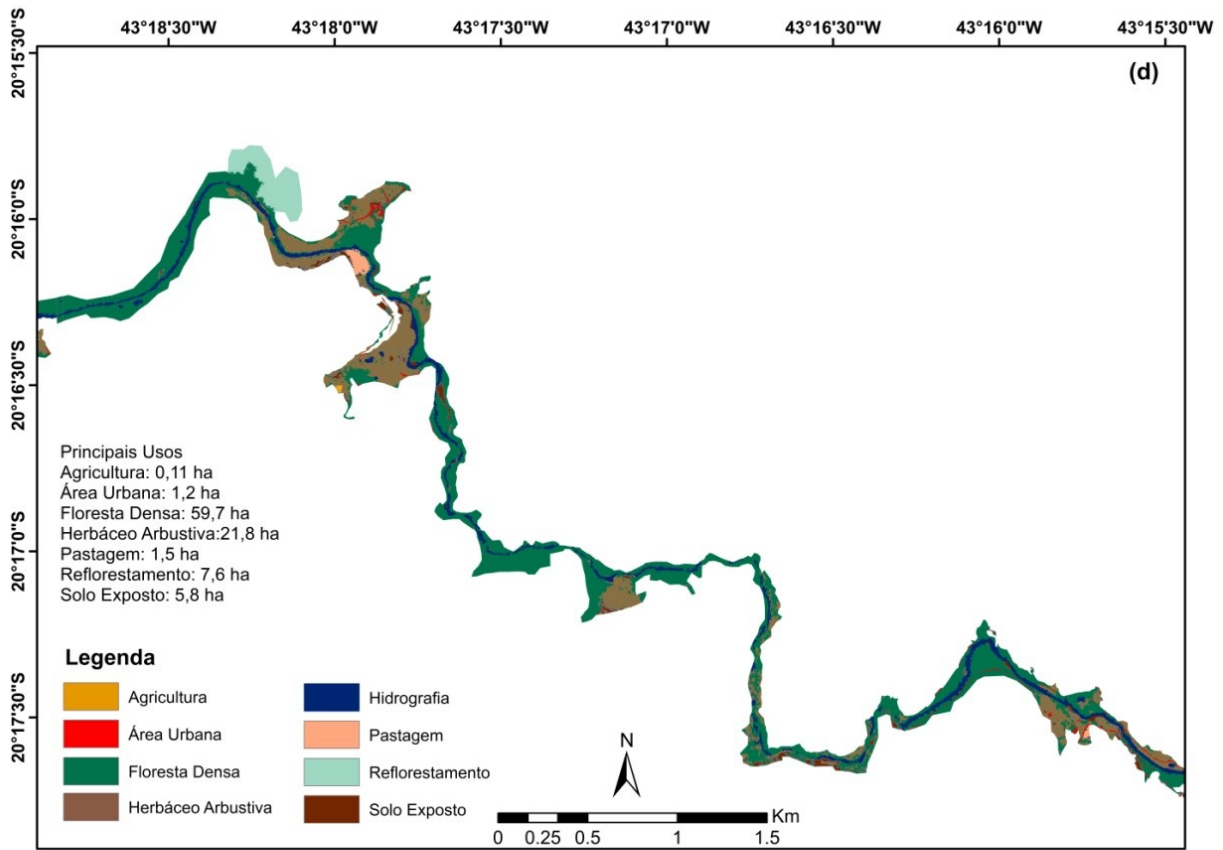 43°18'30"W 43°18'0"W 43°17'30"W 43°17'0"W 43°16'30"W 43°16'0"W 43°15'30"W
20°15'30"S
(d)
20°16'0"S
20°16'30"S
20°17'0"S
20°17'30"S
Principais Usos
Agricultura: 0,11 ha
Área Urbana: 1,2 ha
Floresta Densa: 59,7 ha
Herbáceo Arbustiva:21,8 ha
Pastagem: 1,5 ha
Reflorestamento: 7,6 ha
Solo Exposto: 5,8 ha
Legenda
Agricultura
Área Urbana
Floresta Densa
Herbáceo Arbustiva
Hidrografia
Pastagem
Reflorestamento
Solo Exposto
N
Km
0 0.25 0.5 1 1.5